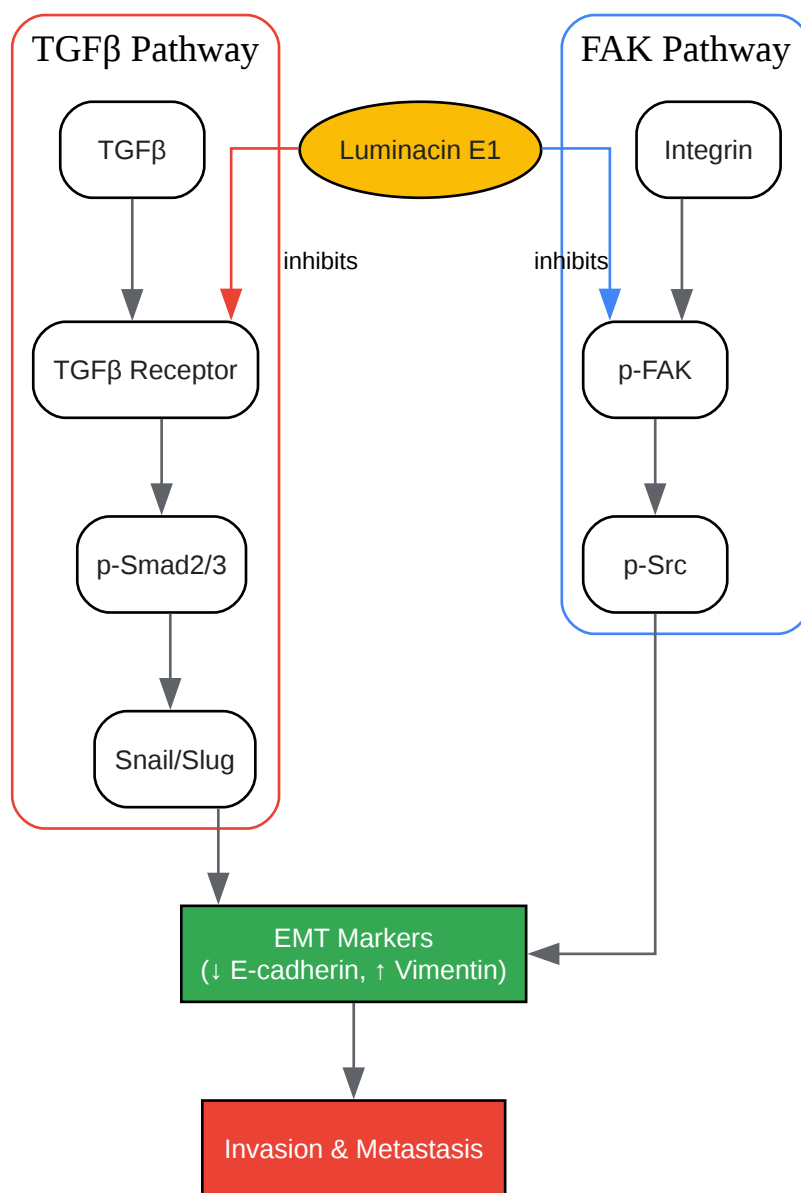 TGFβ Pathway
FAK Pathway
TGFβ
Luminacin E1
Integrin
inhibits
inhibits
TGFβ Receptor
p-FAK
p-Smad2/3
p-Src
Snail/Slug
EMT Markers
(↓ E-cadherin, ↑ Vimentin)
Invasion & Metastasis